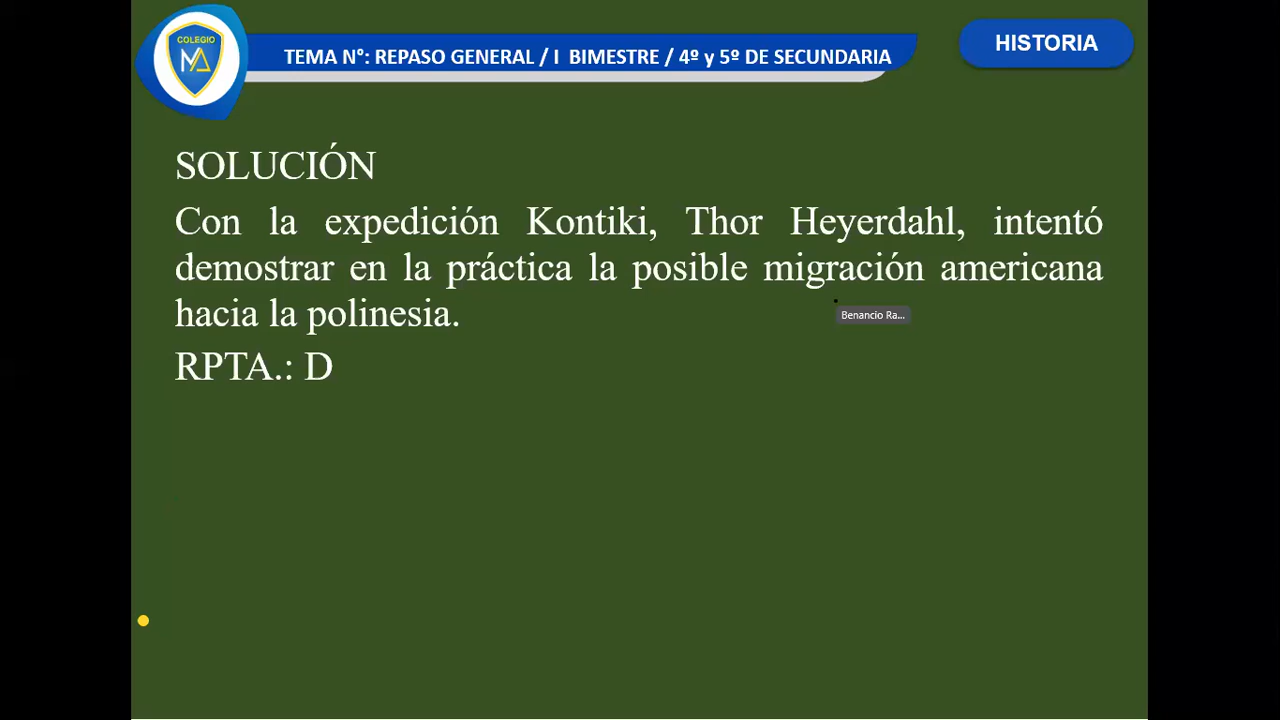 COLEGIO
MA
TEMA N°: REPASO GENERAL / I BIMESTRE / 4º y 5º DE SECUNDARIA
HISTORIA
SOLUCIÓN
Con la expedición Kontiki, Thor Heyerdahl, intentó
demostrar en la práctica la posible migración americana
hacia la polinesia.
Benancio Ra...
RPTA.: D